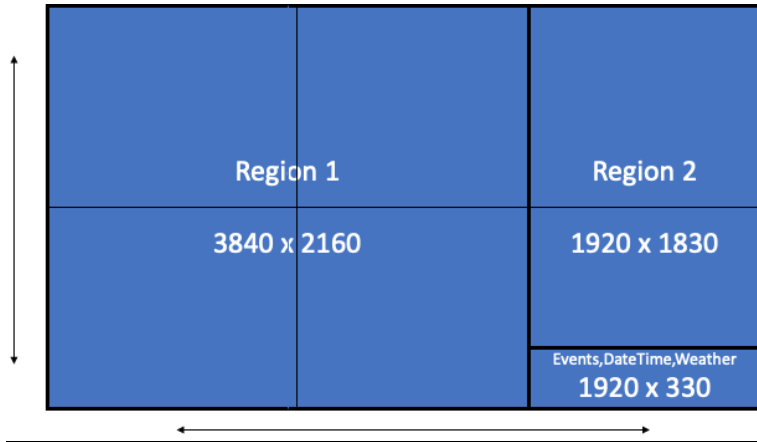 Region 1
3840 x 2160
Region 2
1920 x 1830
Events,DateTime,Weather
1920 x 330